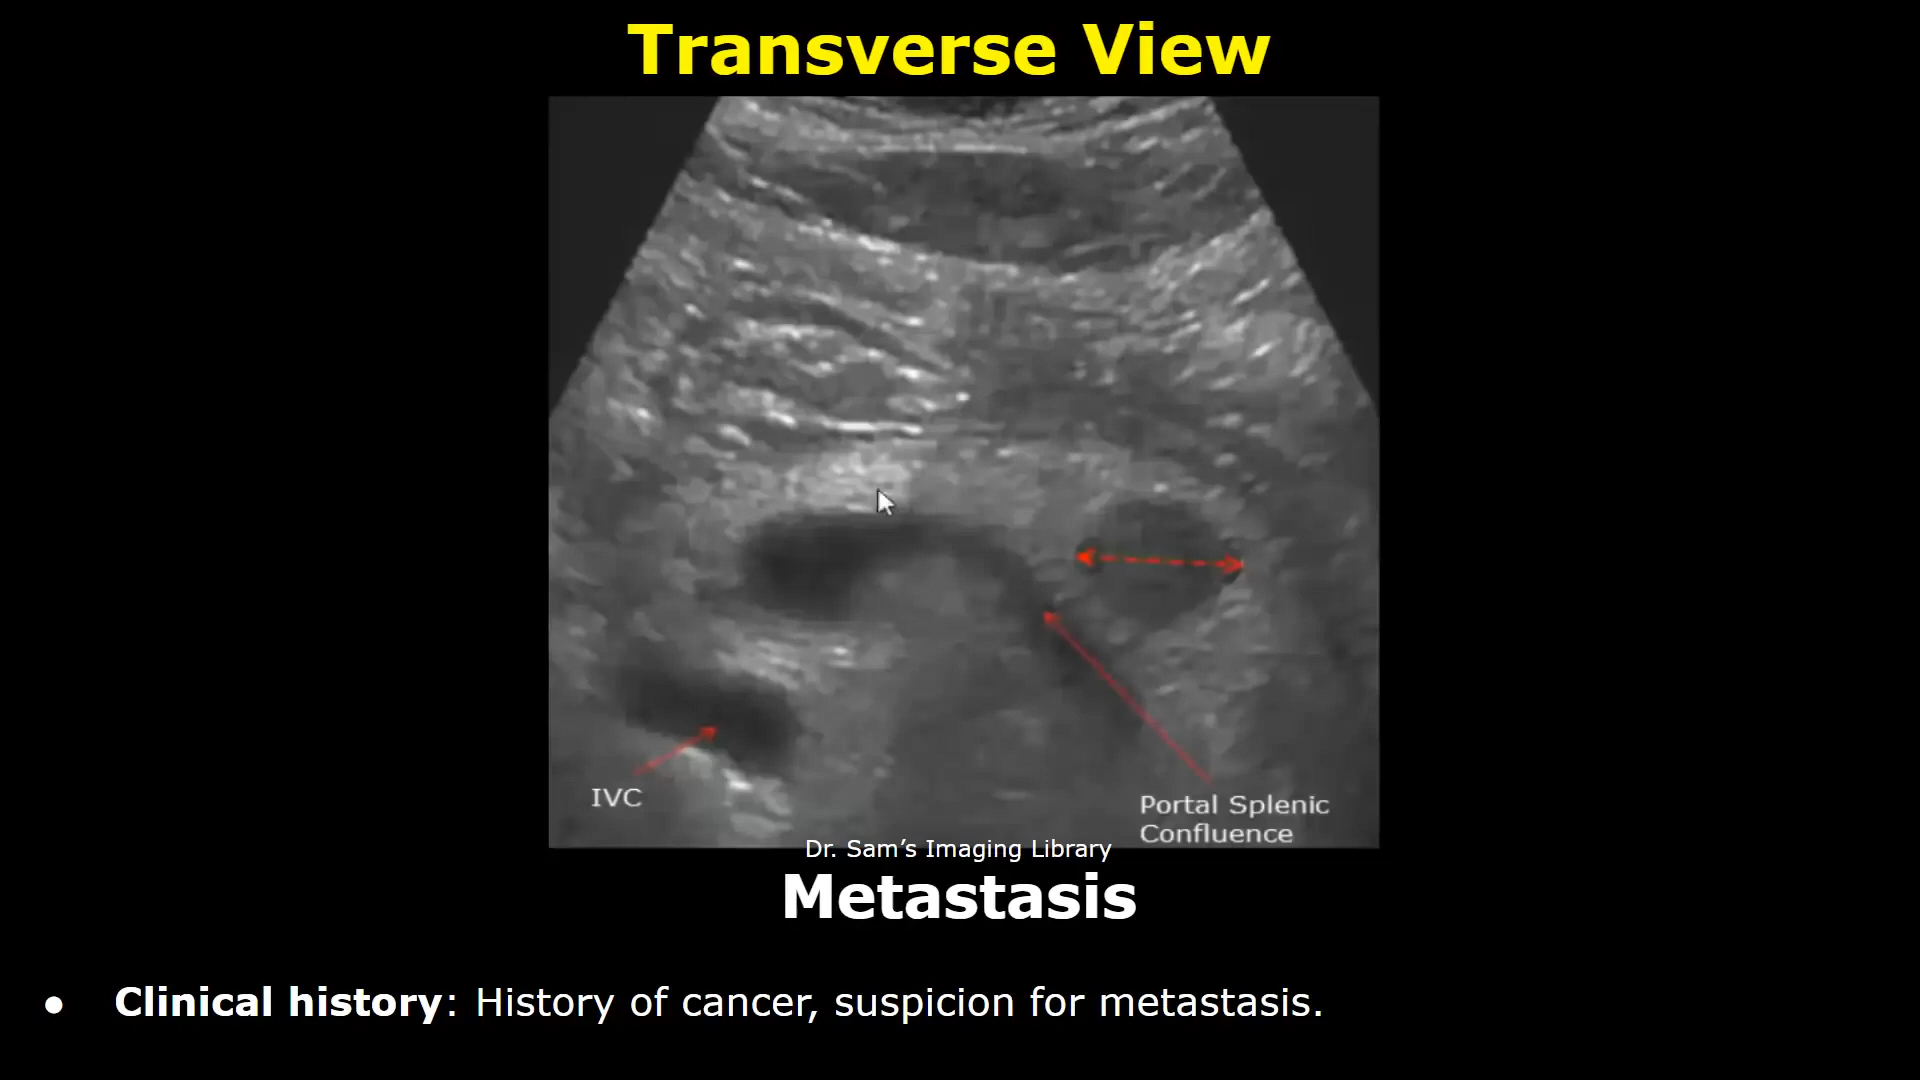 Transverse View
IVC
Portal Splenic
Confluence
Dr. Sam’s Imaging Library
Metastasis
● Clinical history: History of cancer, suspicion for metastasis.